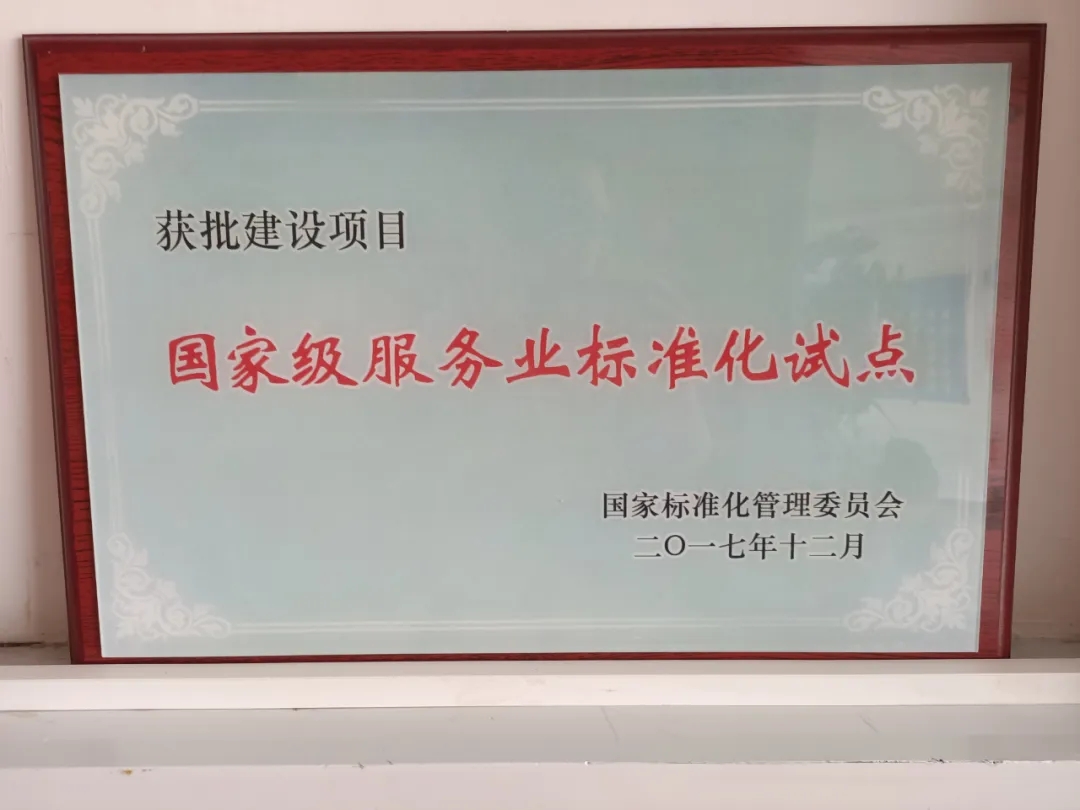 获批建设项目
国家级服务业标准化试点
国家标准化管理委员会
二〇一七年十二月